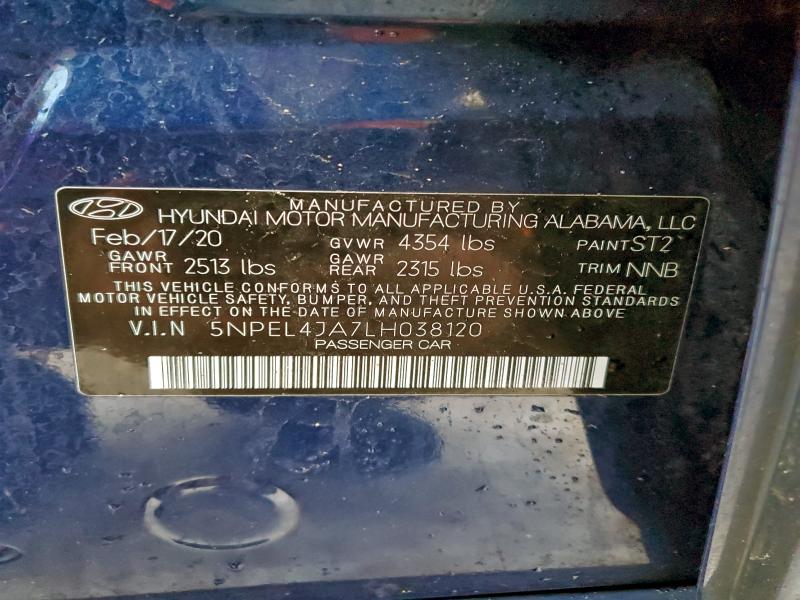 MANUFACTURED BY
HYUNDAI MOTOR MANUFACTURING ALABAMA, LLC
Feb/17/20 GVWR 4354 lbs PAINT ST2
GAWR FRONT 2513 lbs GAWR REAR 2315 lbs TRIM NNB
THIS VEHICLE CONFORMS TO ALL APPLICABLE U.S.A. FEDERAL
MOTOR VEHICLE SAFETY, BUMPER, AND THEFT PREVENTION STANDARDS
IN EFFECT ON THE DATE OF MANUFACTURE SHOWN ABOVE
V.I.N 5NPEL4JA7LH038120
PASSENGER CAR